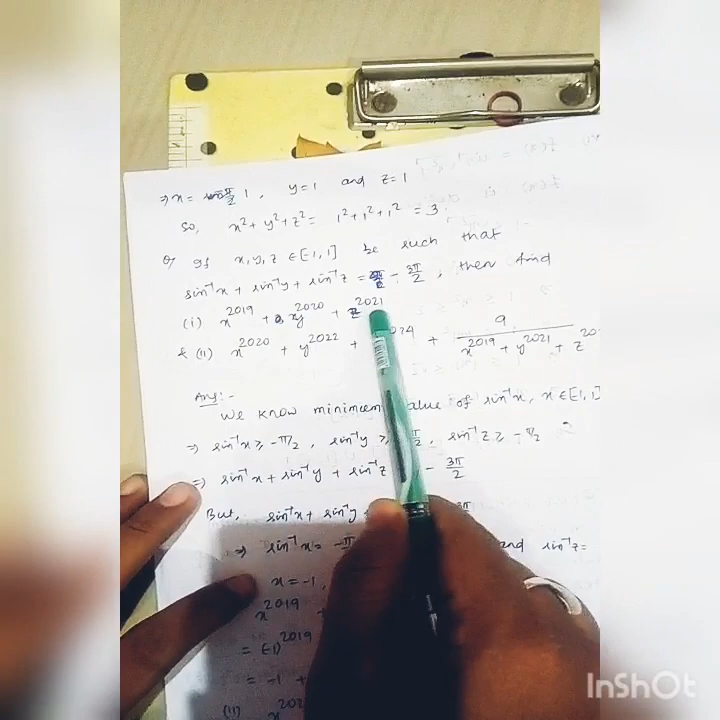 ⇒ x = 1, y=1 and z=1
So, x² + y² + z² = 1² + 1² + 1² = 3.
Q If x, y, z ∈ [-1, 1] be such that
sin⁻¹x + sin⁻¹y + sin⁻¹z = - 3π/2, then find
(i) x²⁰¹⁹ + y²⁰²⁰ + z²⁰²¹
& (ii) x²⁰²⁰ + y²⁰²² + + 9/(x²⁰¹⁹ + y²⁰²¹ + z²⁰
Any:-
We know minimum value of sin⁻¹x, x ∈ [-1, 1]
⇒ sin⁻¹x ≥ -π/2, sin⁻¹y ≥ π/2, sin⁻¹z ≥ -π/2
⇒ sin⁻¹x + sin⁻¹y + sin⁻¹z - 3π/2
But, sin⁻¹x + sin⁻¹y
⇒ sin⁻¹x = -π and sin⁻¹z =
x = -1,
x²⁰¹⁹ +
= (-1)²⁰¹⁹
= -1 +
(ii) x²⁰²
InShOt